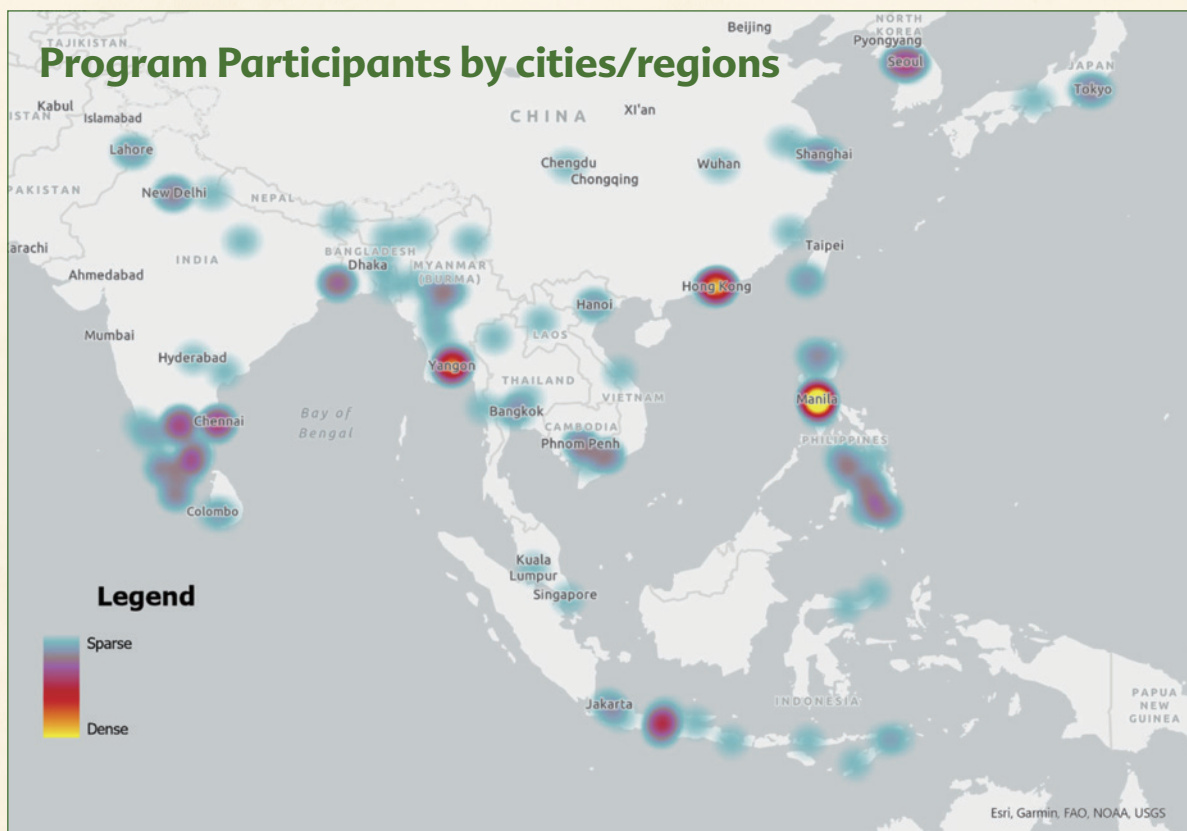 Program Participants by cities/regions
Beijing
NORTH
KOREA
Pyongyang
Seoul
JAPAN
Tokyo
TAJIKISTAN
Kabul
ISTAN
Islamabad
CHINA
XI'an
Lahore
Chengdu
Chongqing
Wuhan
Shanghai
PAKISTAN
New Delhi
NEPAL
arachi
INDIA
BANGLADESH
Dhaka
MYANMAR
(BURMA)
Taipei
Ahmedabad
Hong Kong
Hanoi
Mumbai
LAOS
Hyderabad
Yangon
THAILAND
VIETNAM
Manila
Bay of
Bengal
Chennai
Bangkok
CAMBODIA
Phnom Penh
PHILIPPINES
Colombo
Kuala
Lumpur
Singapore
Legend
Sparse
Dense
Jakarta
INDONESIA
PAPUA
NEW
GUINEA
Esri, Garmin, FAO, NOAA, USGS